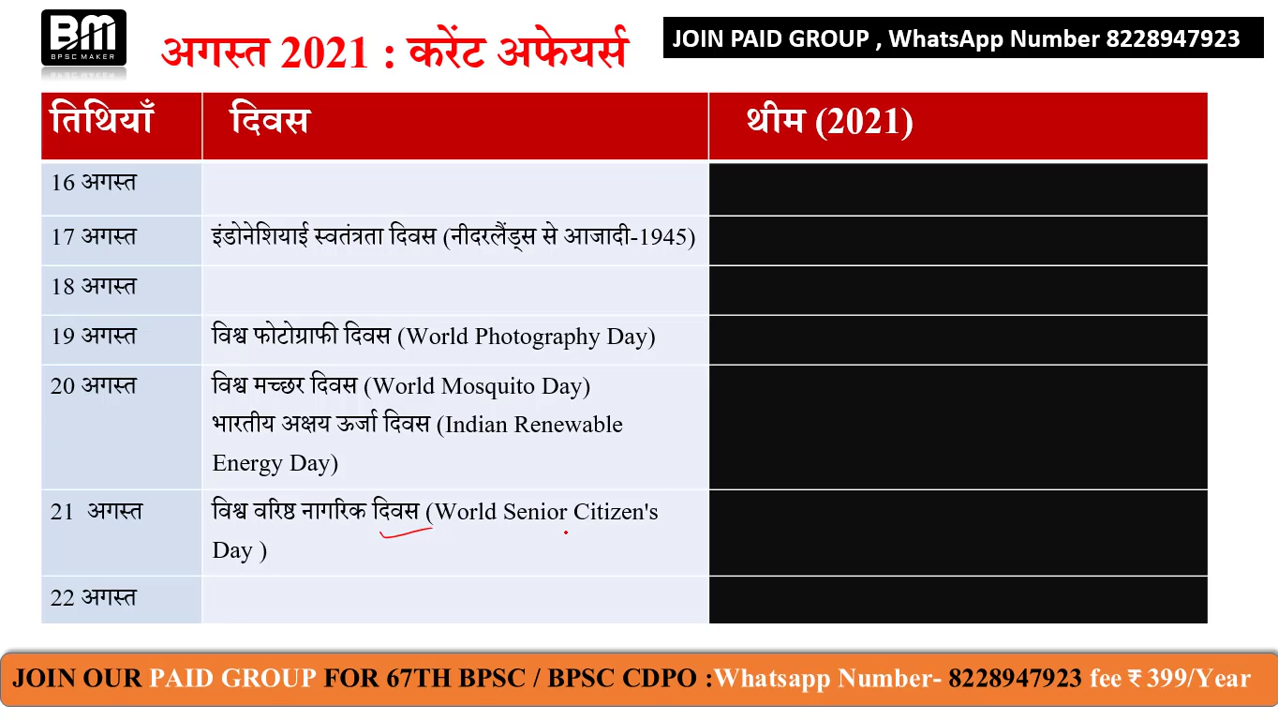 BM
BPSC MAKER
अगस्त 2021 : करेंट अफेयर्स
JOIN PAID GROUP , WhatsApp Number 8228947923
तिथियाँ दिवस थीम (2021)
16 अगस्त
17 अगस्त इंडोनेशियाई स्वतंत्रता दिवस (नीदरलैंड्स से आजादी-1945)
18 अगस्त
19 अगस्त विश्व फोटोग्राफी दिवस (World Photography Day)
20 अगस्त विश्व मच्छर दिवस (World Mosquito Day)
भारतीय अक्षय ऊर्जा दिवस (Indian Renewable
Energy Day)
21 अगस्त विश्व वरिष्ठ नागरिक दिवस (World Senior Citizen's
Day )
22 अगस्त
JOIN OUR PAID GROUP FOR 67TH BPSC / BPSC CDPO :Whatsapp Number- 8228947923 fee ₹ 399/Year